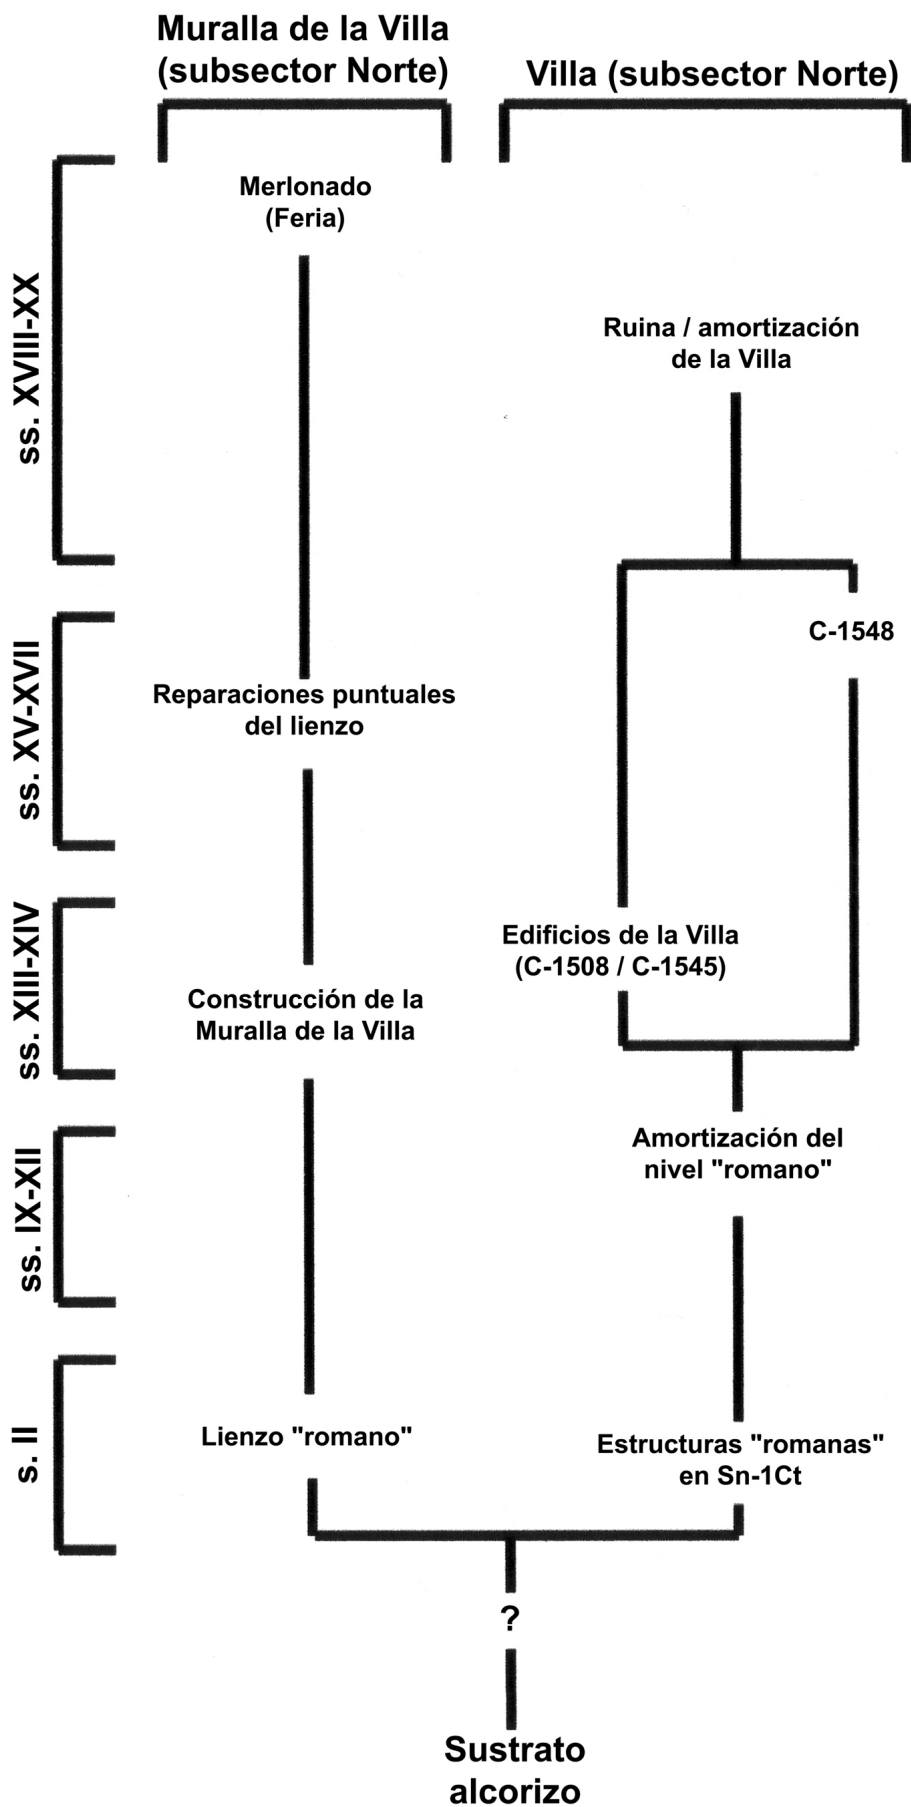 Muralla de la Villa
(subsector Norte)
Villa (subsector Norte)
ss. XVIII-XX
Merlonado
(Feria)
Ruina / amortización
de la Villa
ss. XV-XVII
C-1548
Reparaciones puntuales
del lienzo
ss. XIII-XIV
Edificios de la Villa
(C-1508 / C-1545)
Construcción de la
Muralla de la Villa
ss. IX-XII
Amortización del
nivel "romano"
s. II
Lienzo "romano"
Estructuras "romanas"
en Sn-1Ct
?
Sustrato
alcorizo